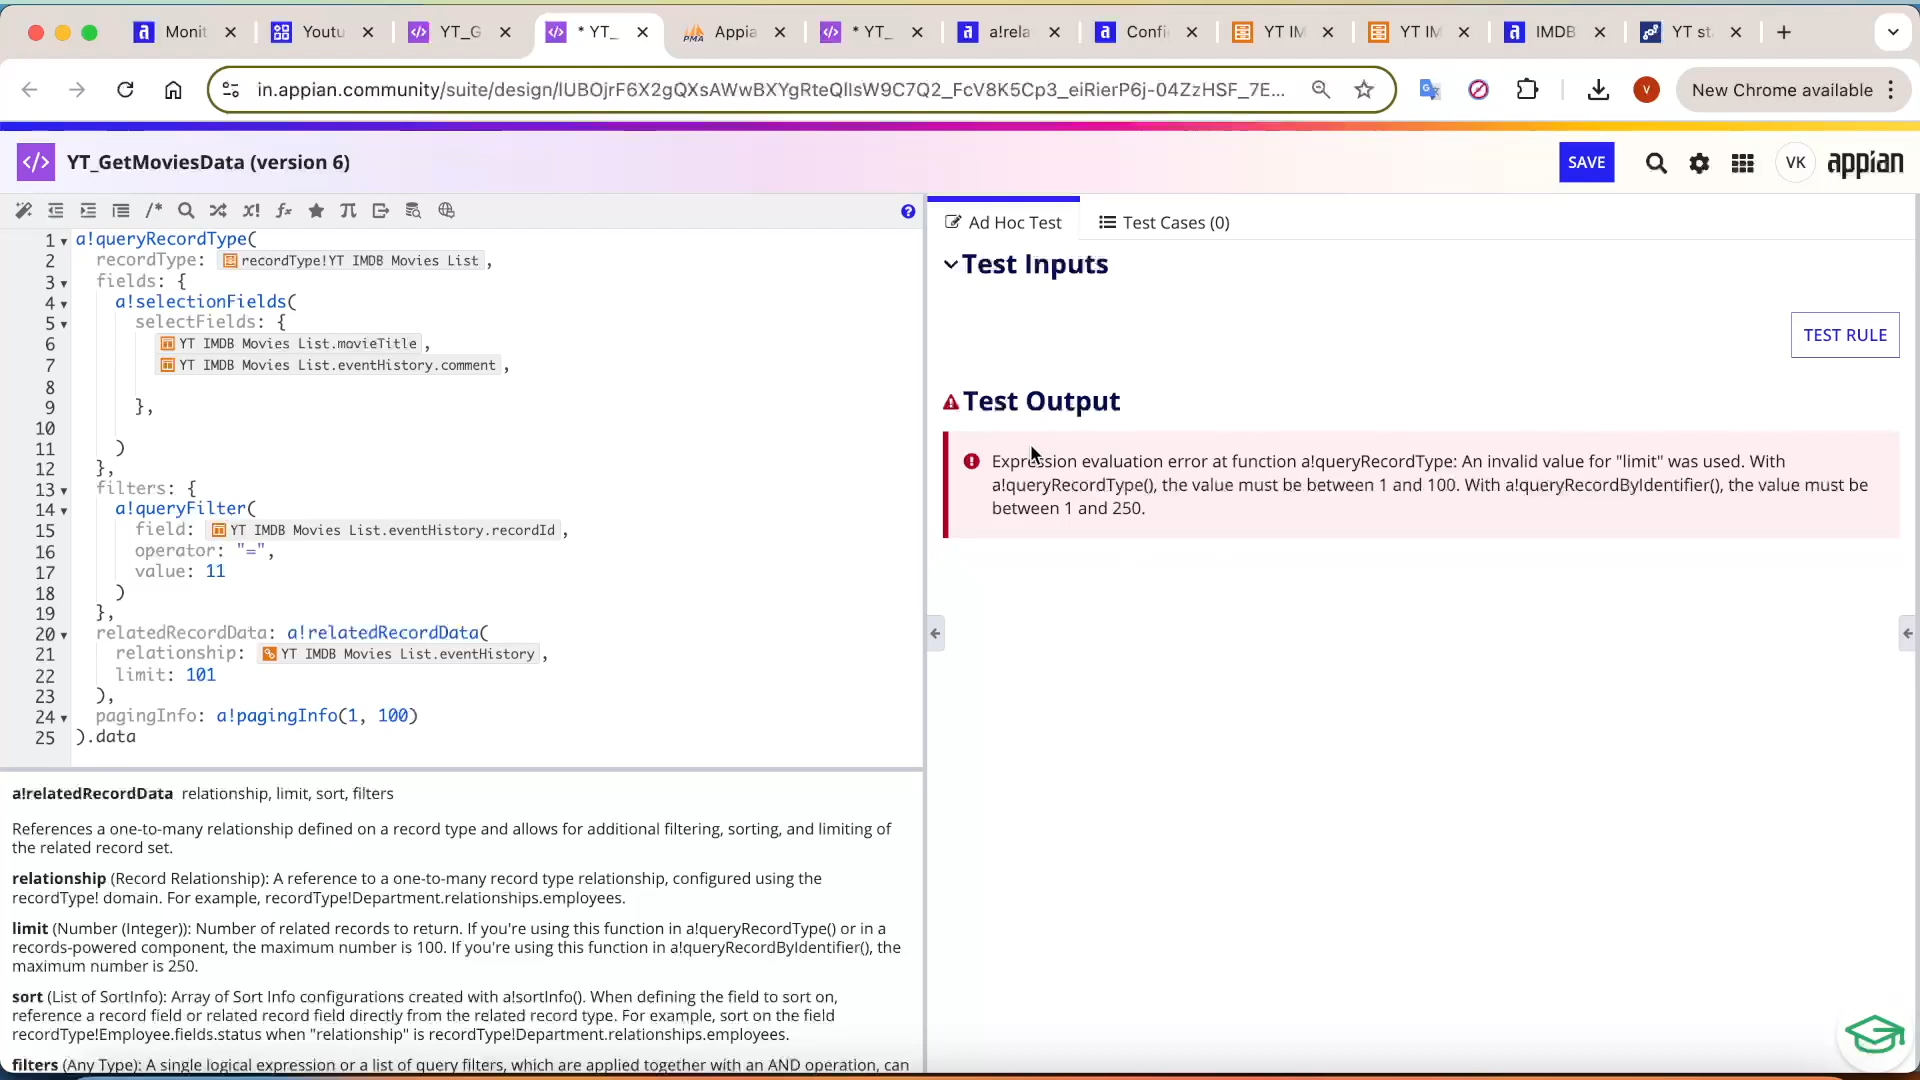 Monit
Youtu
YT_G
* YT_
Appia
* YT_
a!rela
Confi
YT IM
YT IM
IMDB
YT st
in.appian.community/suite/design/lUBOjrF6X2gQXsAWwBXYgRteQllsW9C7Q2_FcV8K5Cp3_eiRierP6j-04ZzHSF_7E...
V
New Chrome available
YT_GetMoviesData (version 6)
SAVE
VK
appian
Ad Hoc Test
Test Cases (0)
1 a!queryRecordType(
2 recordType: recordType!YT IMDB Movies List ,
3 fields: {
4 a!selectionFields(
5 selectFields: {
6 YT IMDB Movies List.movieTitle ,
7 YT IMDB Movies List.eventHistory.comment ,
8
9 },
10
11 )
12 },
13 filters: {
14 a!queryFilter(
15 field: YT IMDB Movies List.eventHistory.recordId ,
16 operator: "=",
17 value: 11
18 )
19 },
20 relatedRecordData: a!relatedRecordData(
21 relationship: YT IMDB Movies List.eventHistory ,
22 limit: 101
23 ),
24 pagingInfo: a!pagingInfo(1, 100)
25 ).data
a!relatedRecordData relationship, limit, sort, filters
References a one-to-many relationship defined on a record type and allows for additional filtering, sorting, and limiting of
the related record set.
relationship (Record Relationship): A reference to a one-to-many record type relationship, configured using the
recordType! domain. For example, recordType!Department.relationships.employees.
limit (Number (Integer)): Number of related records to return. If you're using this function in a!queryRecordType() or in a
records-powered component, the maximum number is 100. If you're using this function in a!queryRecordByIdentifier(), the
maximum number is 250.
sort (List of SortInfo): Array of Sort Info configurations created with a!sortInfo(). When defining the field to sort on,
reference a record field or related record field directly from the related record type. For example, sort on the field
recordType!Employee.fields.status when "relationship" is recordType!Department.relationships.employees.
filters (Any Type): A single logical expression or a list of query filters, which are applied together with an AND operation, can
Test Inputs
TEST RULE
Test Output
Expression evaluation error at function a!queryRecordType: An invalid value for "limit" was used. With
a!queryRecordType(), the value must be between 1 and 100. With a!queryRecordByIdentifier(), the value must be
between 1 and 250.